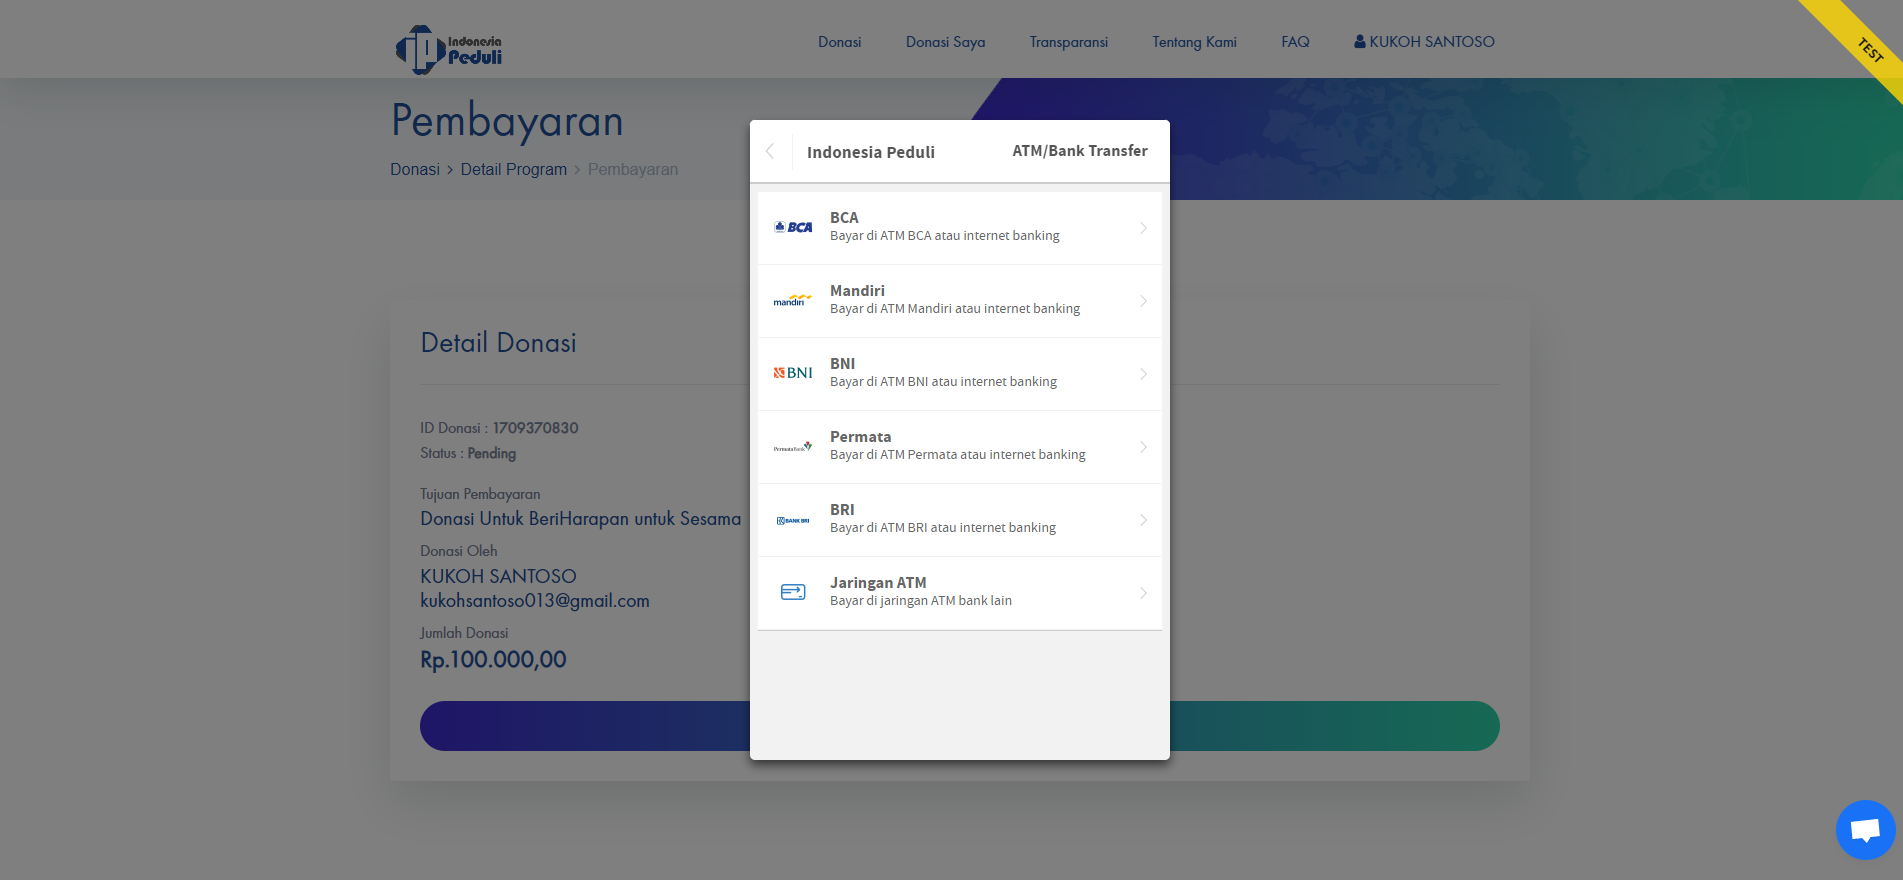 Indonesia
Peduli
Donasi
Donasi Saya
Transparansi
Tentang Kami
FAQ
KUKOH SANTOSO
TEST
Pembayaran
Donasi > Detail Program > Pembayaran
Indonesia Peduli
ATM/Bank Transfer
BCA
BCA
Bayar di ATM BCA atau internet banking
mandiri
Mandiri
Bayar di ATM Mandiri atau internet banking
BNI
BNI
Bayar di ATM BNI atau internet banking
PermataBank
Permata
Bayar di ATM Permata atau internet banking
BANK BRI
BRI
Bayar di ATM BRI atau internet banking
Jaringan ATM
Bayar di jaringan ATM bank lain
Detail Donasi
ID Donasi : 1709370830
Status : Pending
Tujuan Pembayaran
Donasi Untuk BeriHarapan untuk Sesama
Donasi Oleh
KUKOH SANTOSO
kukohsantoso013@gmail.com
Jumlah Donasi
Rp.100.000,00